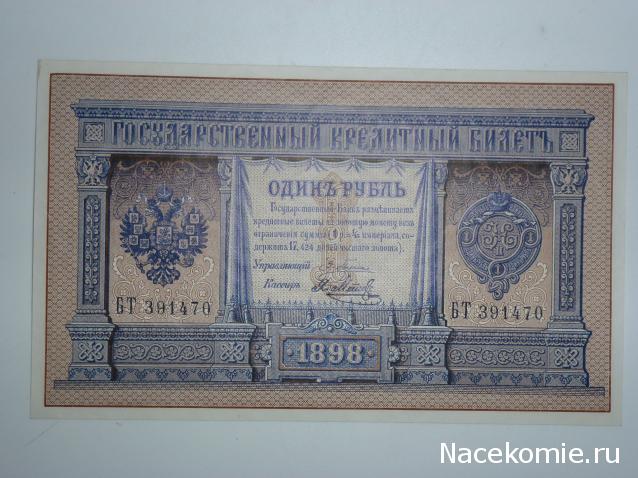 ГОСУДАРСТВЕННЫЙ КРЕДИТНЫЙ БИЛЕТЪ
ОДИНЪ РУБЛЬ
Государственный Банкъ размѣниваетъ
кредитные билеты на золотую монету безъ
ограниченія суммы (1 р. = 1/15 имперіала, со-
держитъ 17,424 долей чистаго золота).
Управляющій
Кассиръ
БТ 391470
БТ 391470
1
1898
Nacekomie.ru